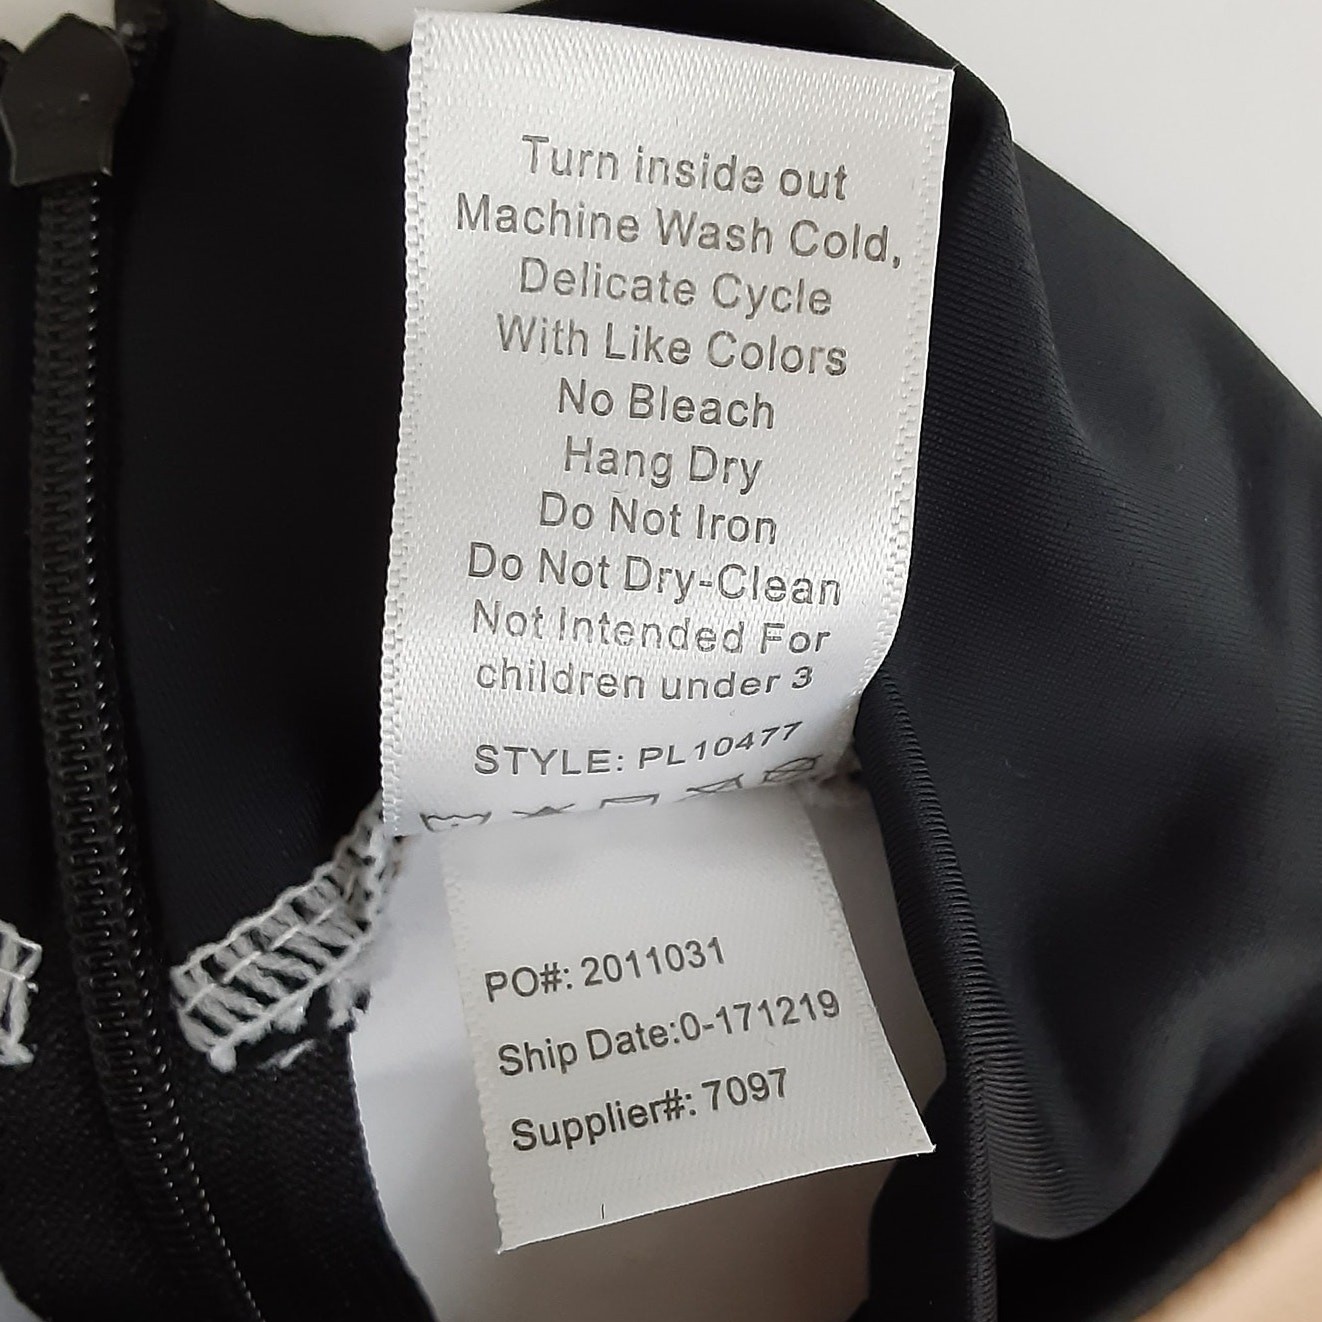 Turn inside out
Machine Wash Cold,
Delicate Cycle
With Like Colors
No Bleach
Hang Dry
Do Not Iron
Do Not Dry-Clean
Not Intended For
children under 3
STYLE: PL10477
PO#: 2011031
Ship Date:0-171219
Supplier#: 7097